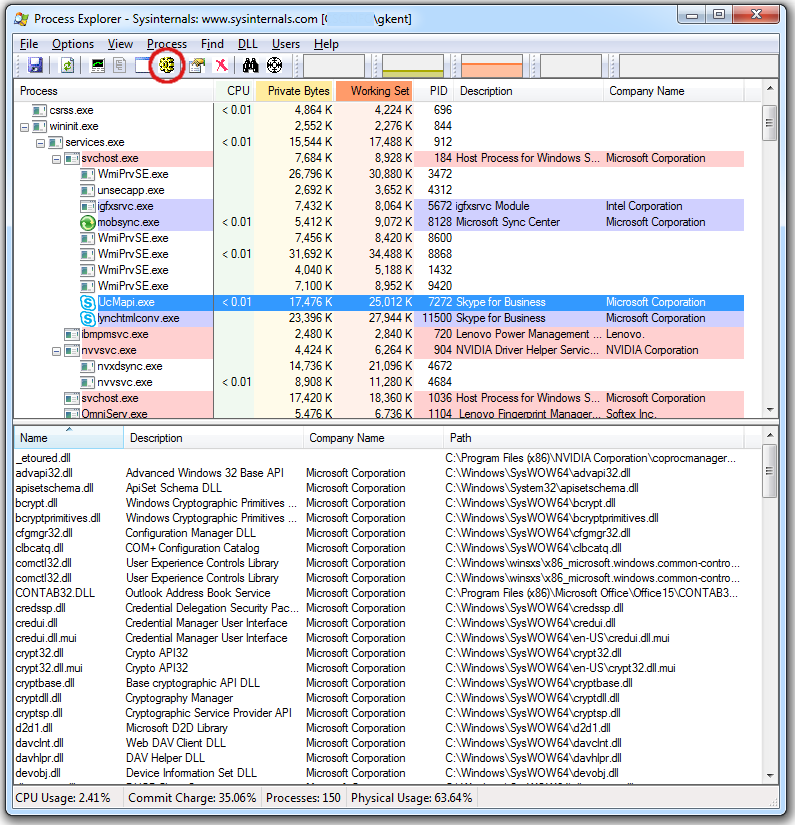 Process Explorer - Sysinternals: www.sysinternals.com [C \gkent]
File Options View Process Find DLL Users Help
Process CPU Private Bytes Working Set PID Description Company Name
csrss.exe < 0.01 4,864 K 4,224 K 696
wininit.exe 2,552 K 2,276 K 844
services.exe < 0.01 15,544 K 17,488 K 912
svchost.exe 7,684 K 8,928 K 184 Host Process for Windows S... Microsoft Corporation
WmiPrvSE.exe 26,796 K 30,880 K 3472
unsecapp.exe 2,692 K 3,652 K 4312
igfxsrvc.exe 7,432 K 8,064 K 5672 igfxsrvc Module Intel Corporation
mobsync.exe < 0.01 5,412 K 9,072 K 8128 Microsoft Sync Center Microsoft Corporation
WmiPrvSE.exe 7,456 K 8,420 K 8600
WmiPrvSE.exe < 0.01 31,692 K 34,488 K 8868
WmiPrvSE.exe 4,040 K 5,188 K 1432
WmiPrvSE.exe 7,100 K 8,952 K 9420
UcMapi.exe < 0.01 17,476 K 25,012 K 7272 Skype for Business Microsoft Corporation
lynchtmlconv.exe 23,396 K 27,944 K 11500 Skype for Business Microsoft Corporation
ibmpmsvc.exe 2,480 K 2,840 K 720 Lenovo Power Management ... Lenovo.
nvvsvc.exe 4,424 K 6,264 K 904 NVIDIA Driver Helper Servic... NVIDIA Corporation
nvxdsync.exe 14,736 K 21,096 K 4672
nvvsvc.exe < 0.01 8,908 K 11,280 K 4684
svchost.exe 17,420 K 18,360 K 1036 Host Process for Windows S... Microsoft Corporation
OmniServ.exe 5,476 K 6,736 K 1104 Lenovo Fingerprint Manager... Softex Inc.
Name Description Company Name Path
_etoured.dll C:\Program Files (x86)\NVIDIA Corporation\coprocmanager...
advapi32.dll Advanced Windows 32 Base API Microsoft Corporation C:\Windows\SysWOW64\advapi32.dll
apisetschema.dll ApiSet Schema DLL Microsoft Corporation C:\Windows\System32\apisetschema.dll
bcrypt.dll Windows Cryptographic Primitives ... Microsoft Corporation C:\Windows\SysWOW64\bcrypt.dll
bcryptprimitives.dll Windows Cryptographic Primitives ... Microsoft Corporation C:\Windows\SysWOW64\bcryptprimitives.dll
cfgmgr32.dll Configuration Manager DLL Microsoft Corporation C:\Windows\SysWOW64\cfgmgr32.dll
clbcatq.dll COM+ Configuration Catalog Microsoft Corporation C:\Windows\SysWOW64\clbcatq.dll
comctl32.dll User Experience Controls Library Microsoft Corporation C:\Windows\winsxs\x86_microsoft.windows.common-contro...
comctl32.dll User Experience Controls Library Microsoft Corporation C:\Windows\winsxs\x86_microsoft.windows.common-contro...
CONTAB32.DLL Outlook Address Book Service Microsoft Corporation C:\Program Files (x86)\Microsoft Office\Office15\CONTAB3...
credssp.dll Credential Delegation Security Pac... Microsoft Corporation C:\Windows\SysWOW64\credssp.dll
credui.dll Credential Manager User Interface Microsoft Corporation C:\Windows\SysWOW64\credui.dll
credui.dll.mui Credential Manager User Interface Microsoft Corporation C:\Windows\SysWOW64\en-US\credui.dll.mui
crypt32.dll Crypto API32 Microsoft Corporation C:\Windows\SysWOW64\crypt32.dll
crypt32.dll.mui Crypto API32 Microsoft Corporation C:\Windows\SysWOW64\en-US\crypt32.dll.mui
cryptbase.dll Base cryptographic API DLL Microsoft Corporation C:\Windows\SysWOW64\cryptbase.dll
cryptdll.dll Cryptography Manager Microsoft Corporation C:\Windows\SysWOW64\cryptdll.dll
cryptsp.dll Cryptographic Service Provider API Microsoft Corporation C:\Windows\SysWOW64\cryptsp.dll
d2d1.dll Microsoft D2D Library Microsoft Corporation C:\Windows\SysWOW64\d2d1.dll
davclnt.dll Web DAV Client DLL Microsoft Corporation C:\Windows\SysWOW64\davclnt.dll
davhlpr.dll DAV Helper DLL Microsoft Corporation C:\Windows\SysWOW64\davhlpr.dll
devobj.dll Device Information Set DLL Microsoft Corporation C:\Windows\SysWOW64\devobj.dll
CPU Usage: 2.41% Commit Charge: 35.06% Processes: 150 Physical Usage: 63.64%